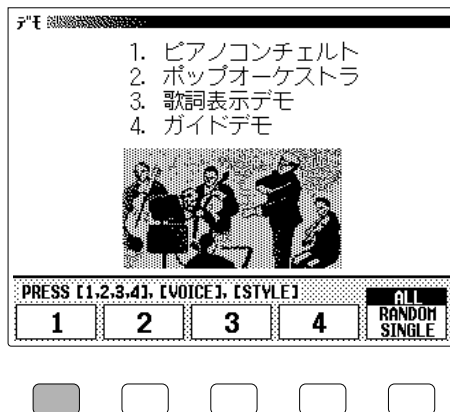 デモ
1. ピアノコンチェルト
2. ポップオーケストラ
3. 歌詞表示デモ
4. ガイドデモ
PRESS [1,2,3,4], [VOICE], [STYLE]
1 2 3 4
ALL
RANDOM
SINGLE